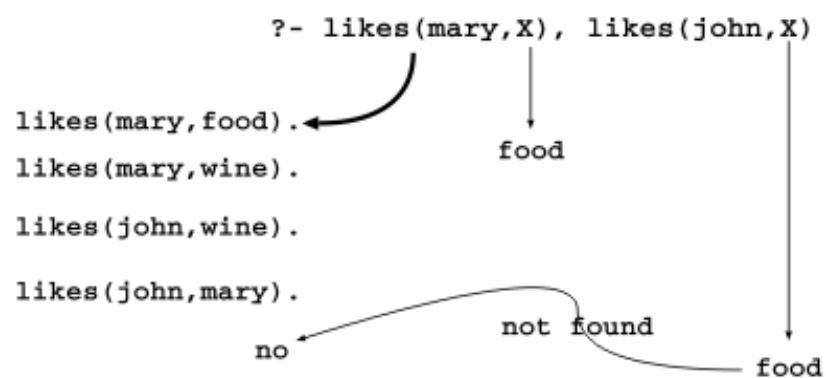 ?- likes(mary,X), likes(john,X)
likes(mary,food).
food
likes(mary,wine).
likes(john,wine).
likes(john,mary).
not found
no
food